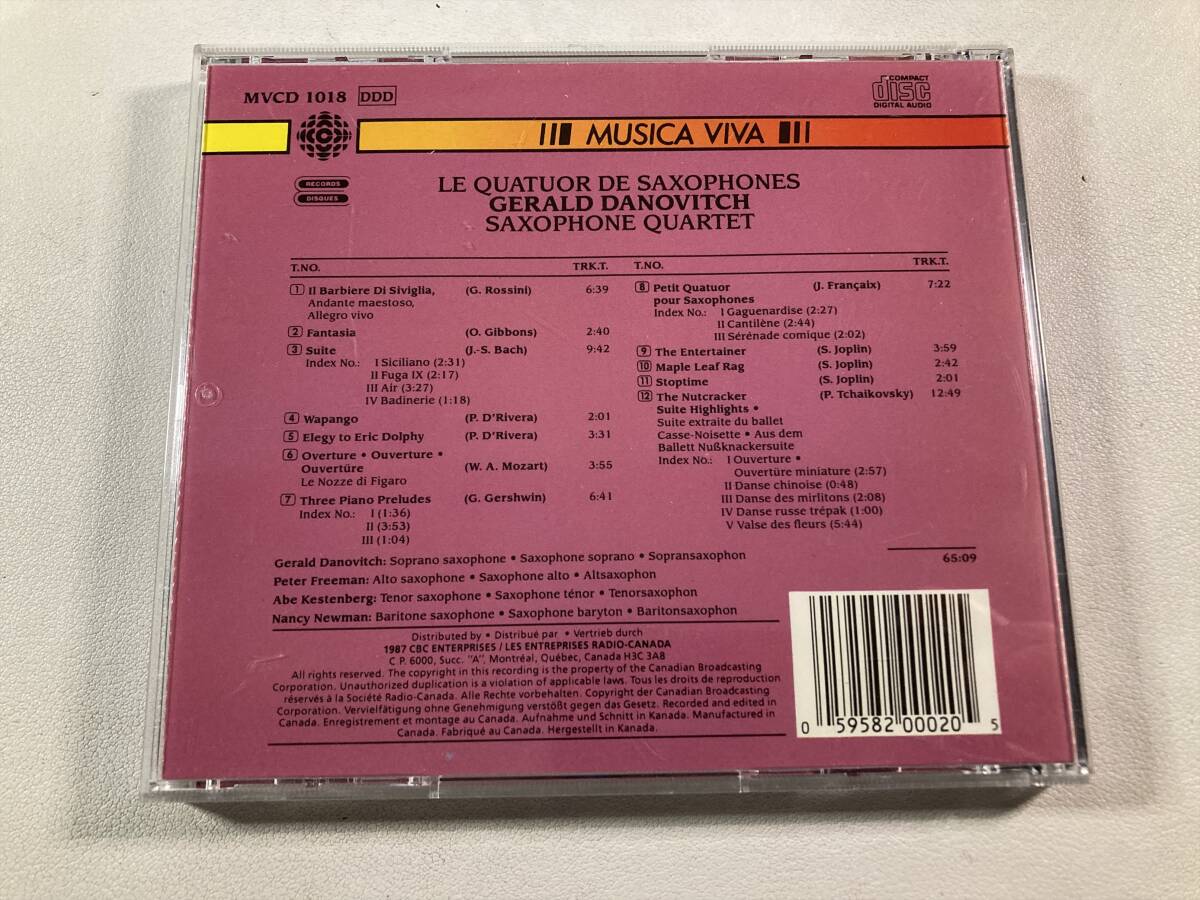 MVCD 1018 DDD
COMPACT
disc
DIGITAL AUDIO
MUSICA VIVA
RECORDS
DISQUES
LE QUATUOR DE SAXOPHONES
GERALD DANOVITCH
SAXOPHONE QUARTET
T.NO. TRK.T.
1 Il Barbiere Di Siviglia, (G. Rossini) 6:39
Andante maestoso,
Allegro vivo
2 Fantasia (O. Gibbons) 2:40
3 Suite (J.-S. Bach) 9:42
Index No.: I Siciliano (2:31)
II Fuga IX (2:17)
III Air (3:27)
IV Badinerie (1:18)
4 Wapango (P. D'Rivera) 2:01
5 Elegy to Eric Dolphy (P. D'Rivera) 3:31
6 Overture • Ouverture •
Ouvertüre (W. A. Mozart) 3:55
Le Nozze di Figaro
7 Three Piano Preludes (G. Gershwin) 6:41
Index No.: I (1:36)
II (3:53)
III (1:04)
T.NO. TRK.T.
8 Petit Quatuor (J. Françaix) 7:22
pour Saxophones
Index No.: I Gaguenardise (2:27)
II Cantilène (2:44)
III Sérénade comique (2:02)
9 The Entertainer (S. Joplin) 3:59
10 Maple Leaf Rag (S. Joplin) 2:42
11 Stoptime (S. Joplin) 2:01
12 The Nutcracker (P. Tchaikovsky) 12:49
Suite Highlights •
Suite extraite du ballet
Casse-Noisette • Aus dem
Ballett Nußknackersuite
Index No.: I Ouverture •
Ouvertüre miniature (2:57)
II Danse chinoise (0:48)
III Danse des mirlitons (2:08)
IV Danse russe trépak (1:00)
V Valse des fleurs (5:44)
65:09
Gerald Danovitch: Soprano saxophone • Saxophone soprano • Sopransaxophon
Peter Freeman: Alto saxophone • Saxophone alto • Altsaxophon
Abe Kestenberg: Tenor saxophone • Saxophone ténor • Tenorsaxophon
Nancy Newman: Baritone saxophone • Saxophone baryton • Baritonsaxophon
Distributed by • Distribué par • Vertrieb durch
1987 CBC ENTERPRISES / LES ENTREPRISES RADIO-CANADA
C.P. 6000, Succ. "A", Montréal, Québec, Canada H3C 3A8
All rights reserved. The copyright in this recording is the property of the Canadian Broadcasting
Corporation. Unauthorized duplication is a violation of applicable laws. Tous les droits de reproduction
réservés à la Société Radio-Canada. Alle Rechte vorbehalten. Copyright der Canadian Broadcasting
Corporation. Vervielfätigung ohne Genehmigung verstößt gegen das Gesetz. Recorded and edited in
Canada. Enregistrement et montage au Canada. Aufnahme und Schnitt in Kanada. Manufactured in
Canada. Fabriqué au Canada. Hergestellt in Kanada.
0 59582 00020 5